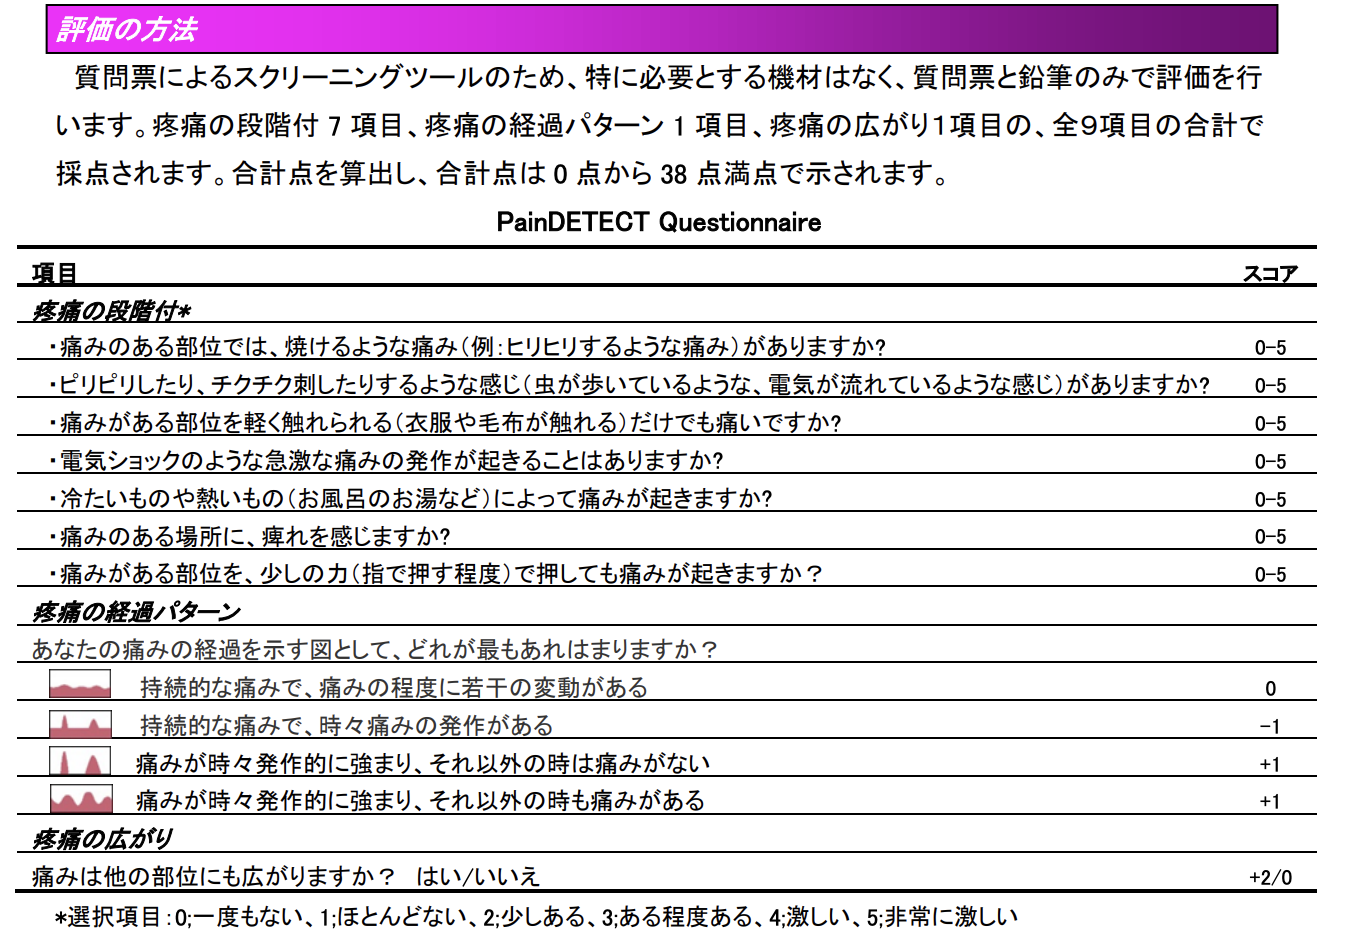 評価の方法
質問票によるスクリーニングツールのため、特に必要とする機材はなく、質問票と鉛筆のみで評価を行
います。疼痛の段階付 7 項目、疼痛の経過パターン 1 項目、疼痛の広がり１項目の、全９項目の合計で
採点されます。合計点を算出し、合計点は 0 点から 38 点満点で示されます。
PainDETECT Questionnaire
項目 スコア
疼痛の段階付*
・痛みのある部位では、焼けるような痛み（例：ヒリヒリするような痛み）がありますか? 0-5
・ピリピリしたり、チクチク刺したりするような感じ（虫が歩いているような、電気が流れているような感じ）がありますか? 0-5
・痛みがある部位を軽く触れられる（衣服や毛布が触れる）だけでも痛いですか? 0-5
・電気ショックのような急激な痛みの発作が起きることはありますか? 0-5
・冷たいものや熱いもの（お風呂のお湯など）によって痛みが起きますか? 0-5
・痛みのある場所に、痺れを感じますか? 0-5
・痛みがある部位を、少しの力（指で押す程度）で押しても痛みが起きますか？ 0-5
疼痛の経過パターン
あなたの痛みの経過を示す図として、どれが最もあれはまりますか？
持続的な痛みで、痛みの程度に若干の変動がある 0
持続的な痛みで、時々痛みの発作がある -1
痛みが時々発作的に強まり、それ以外の時は痛みがない +1
痛みが時々発作的に強まり、それ以外の時も痛みがある +1
疼痛の広がり
痛みは他の部位にも広がりますか？ はい/いいえ +2/0
*選択項目：0;一度もない、1;ほとんどない、2;少しある、3;ある程度ある、4;激しい、5;非常に激しい